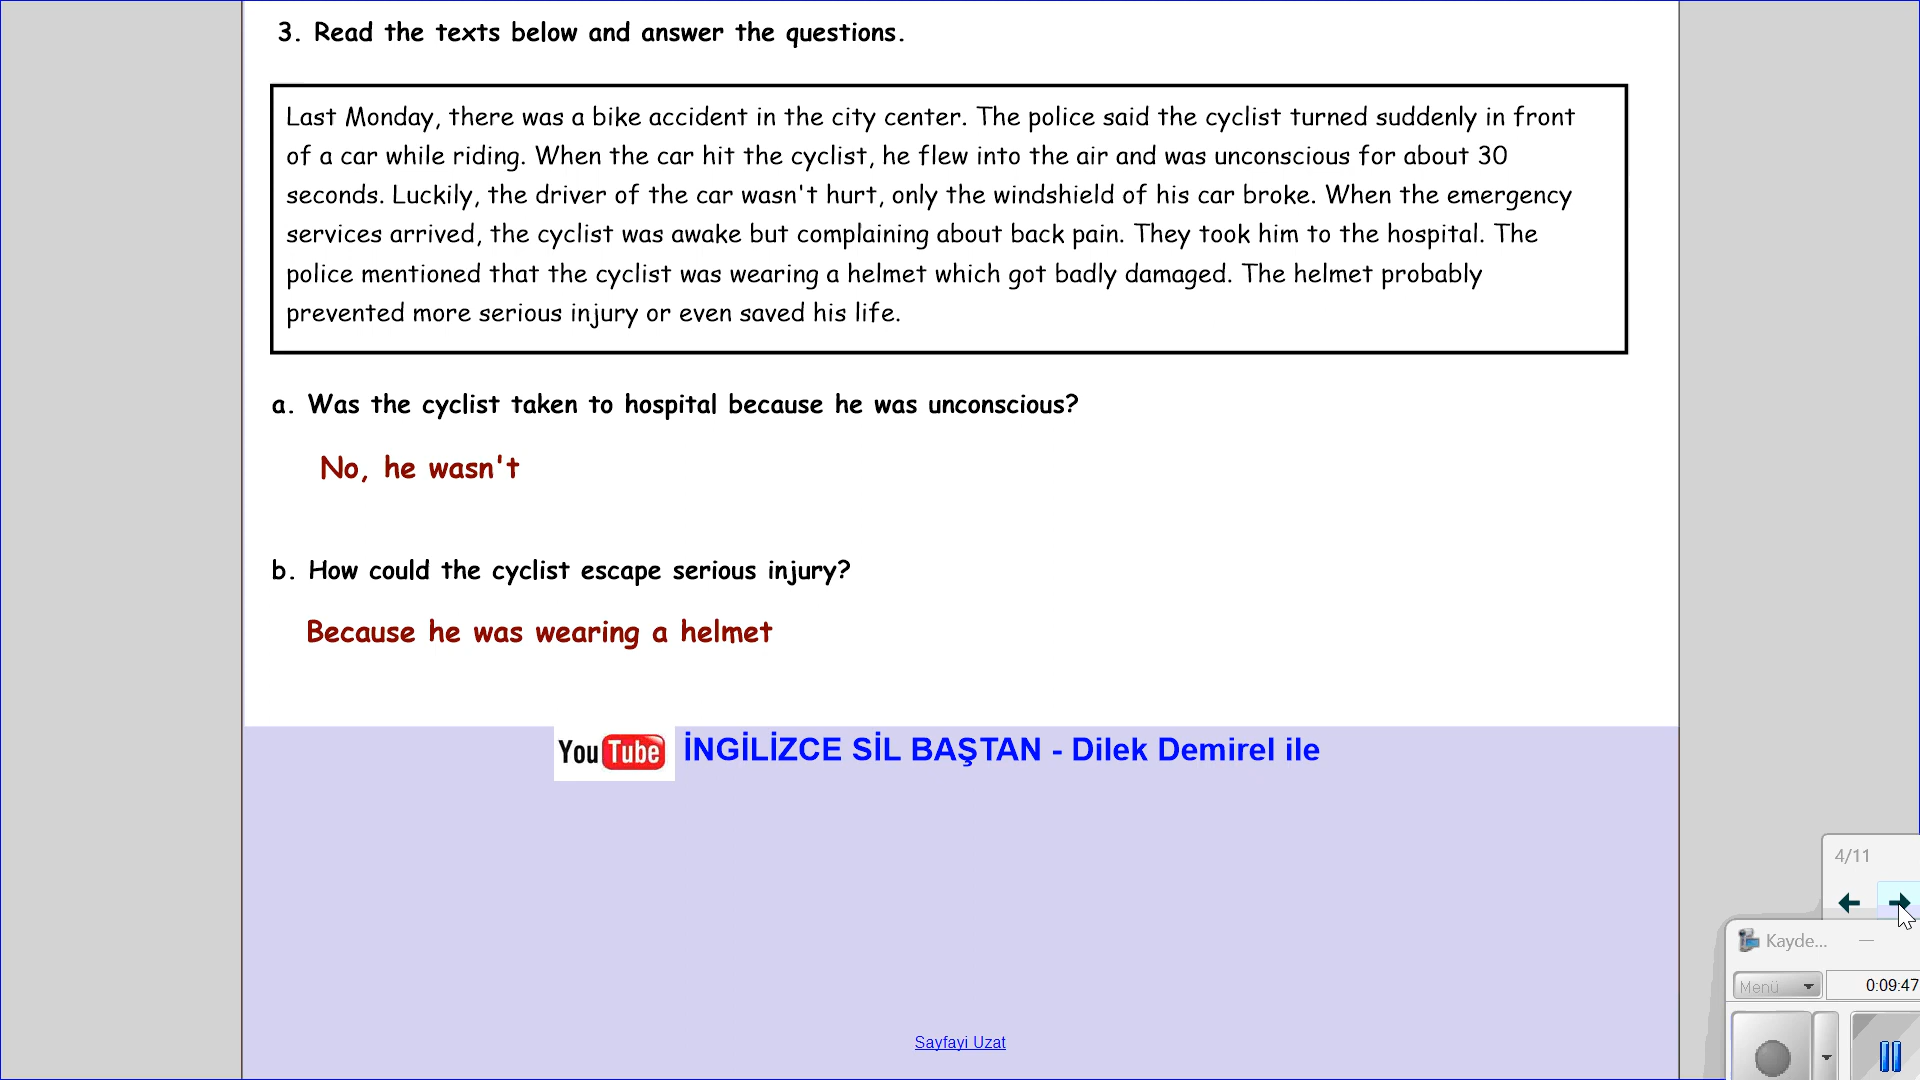 3. Read the texts below and answer the questions.
Last Monday, there was a bike accident in the city center. The police said the cyclist turned suddenly in front
of a car while riding. When the car hit the cyclist, he flew into the air and was unconscious for about 30
seconds. Luckily, the driver of the car wasn't hurt, only the windshield of his car broke. When the emergency
services arrived, the cyclist was awake but complaining about back pain. They took him to the hospital. The
police mentioned that the cyclist was wearing a helmet which got badly damaged. The helmet probably
prevented more serious injury or even saved his life.
a. Was the cyclist taken to hospital because he was unconscious?
No, he wasn't
b. How could the cyclist escape serious injury?
Because he was wearing a helmet
YouTube İNGİLİZCE SİL BAŞTAN - Dilek Demirel ile
4/11
Kayde...
Menü
0:09:47
Sayfayi Uzat